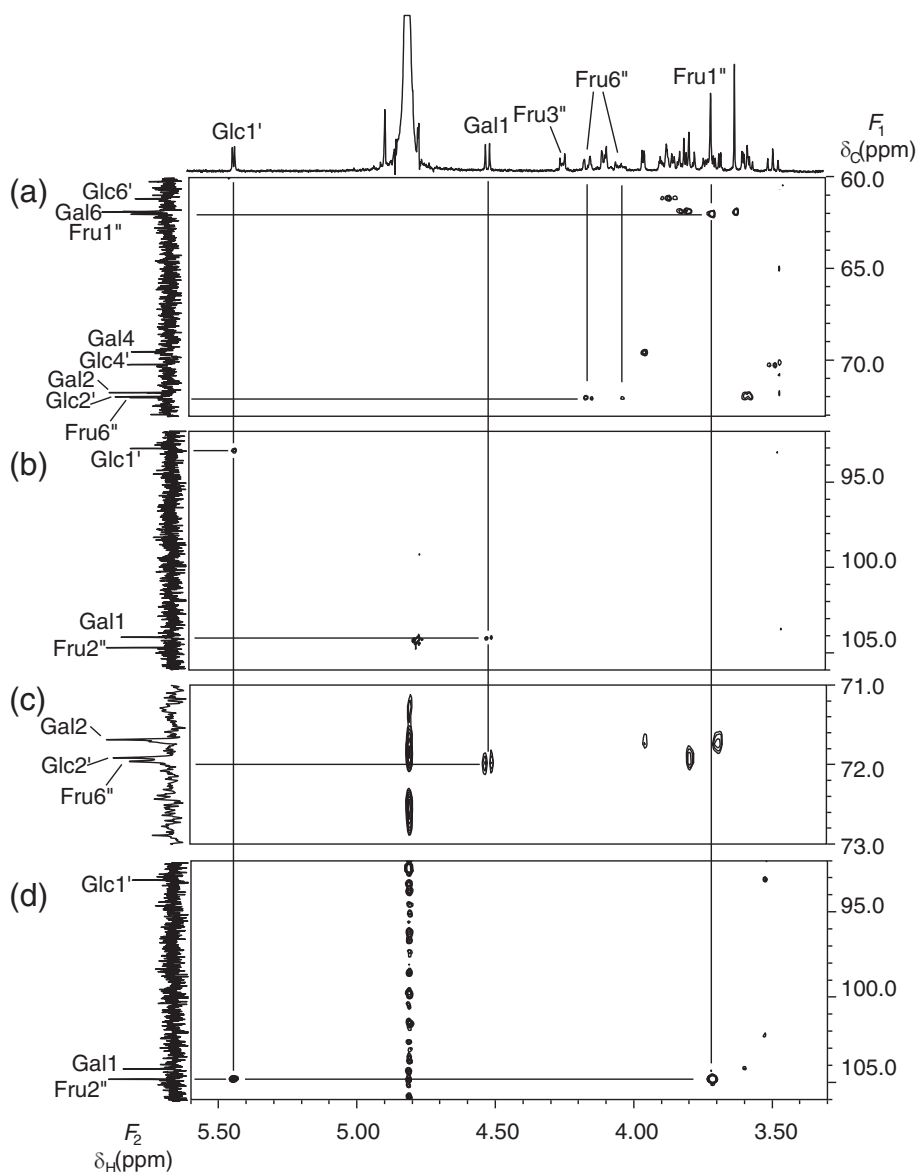 Glc1'
Gal1
Fru3"
Fru6"
Fru1"
F1
δC(ppm)
(a)
Glc6'
Gal6
Fru1"
Gal4
Glc4'
Gal2
Glc2'
Fru6"
60.0
65.0
70.0
(b)
Glc1'
Gal1
Fru2"
95.0
100.0
105.0
(c)
Gal2
Glc2'
Fru6"
71.0
72.0
73.0
(d)
Glc1'
Gal1
Fru2"
95.0
100.0
105.0
F2
δH(ppm)
5.50 5.00 4.50 4.00 3.50